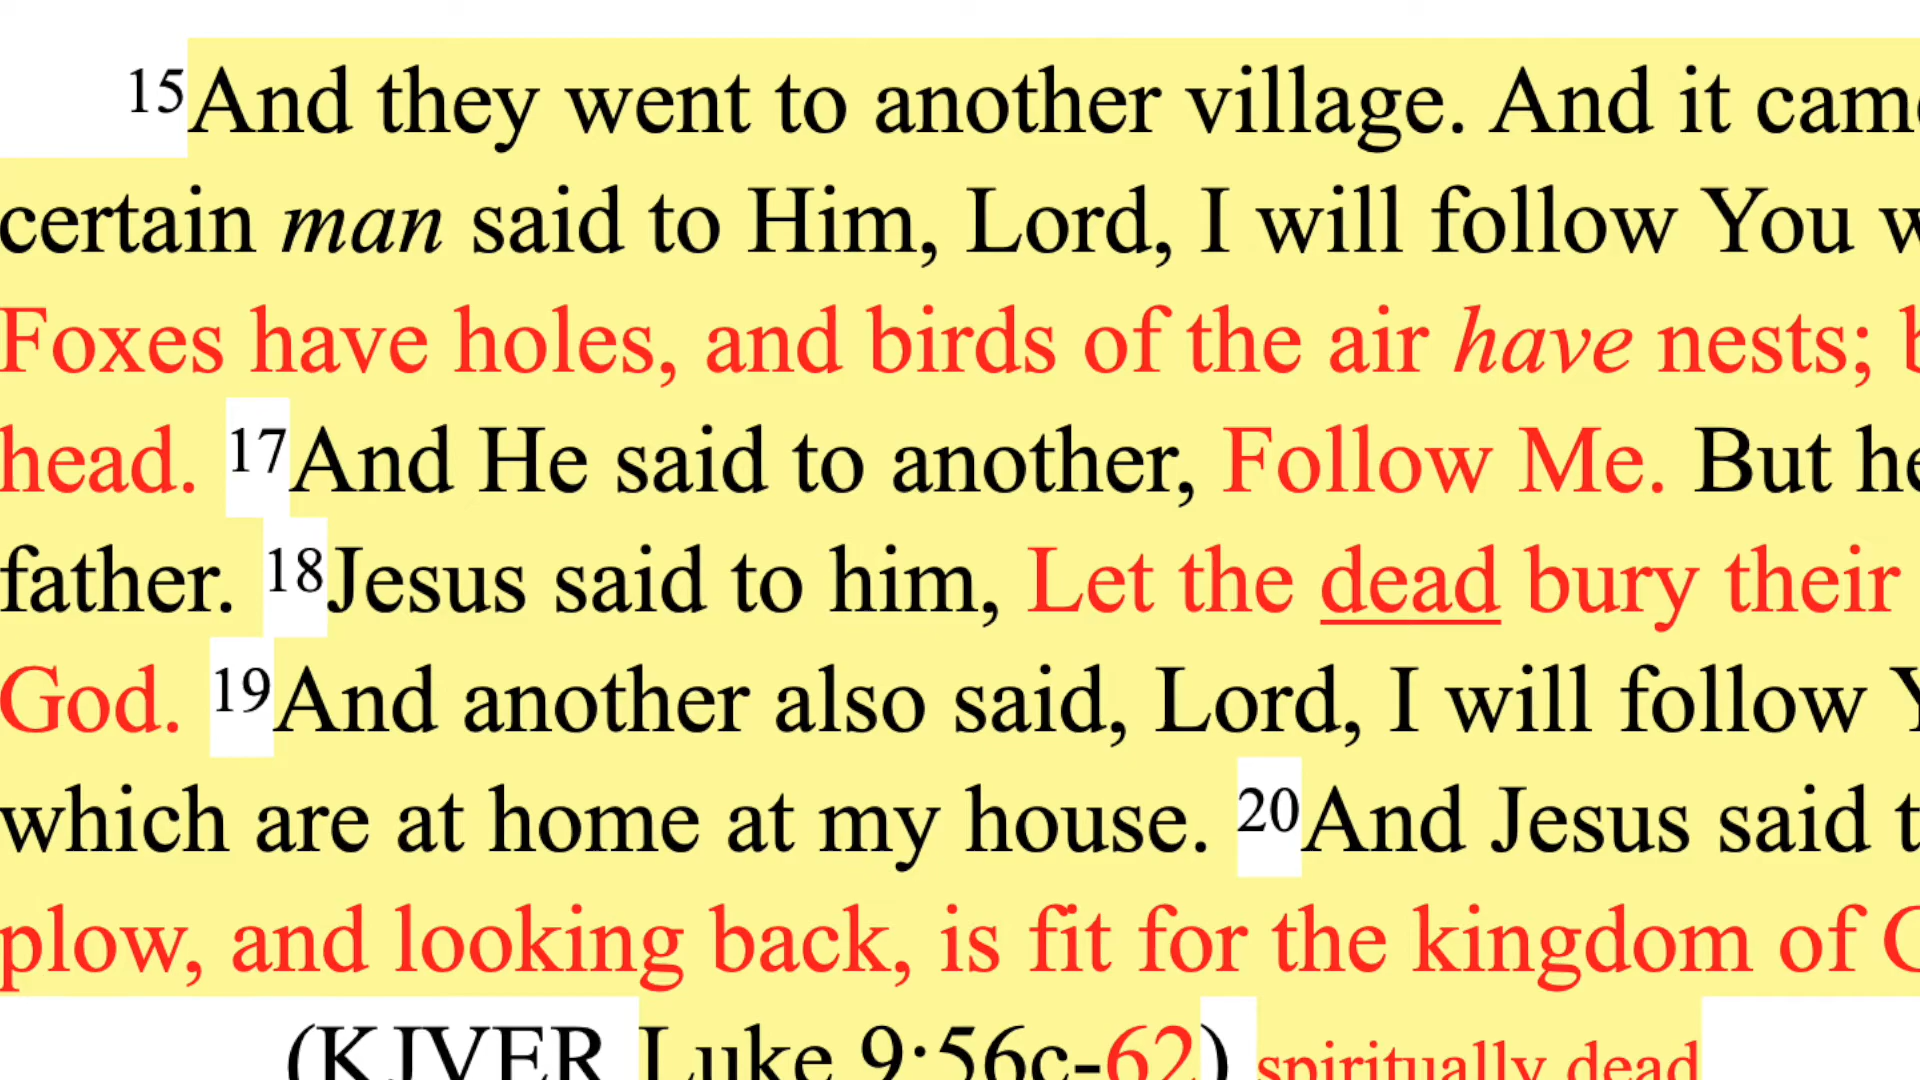 15And they went to another village. And it came
certain man said to Him, Lord, I will follow You
Foxes have holes, and birds of the air have nests;
head. 17And He said to another, Follow Me. But he
father. 18Jesus said to him, Let the dead bury their
God. 19And another also said, Lord, I will follow
which are at home at my house. 20And Jesus said
plow, and looking back, is fit for the kingdom of
(KJVER Luke 9:56c-62) spiritually dead